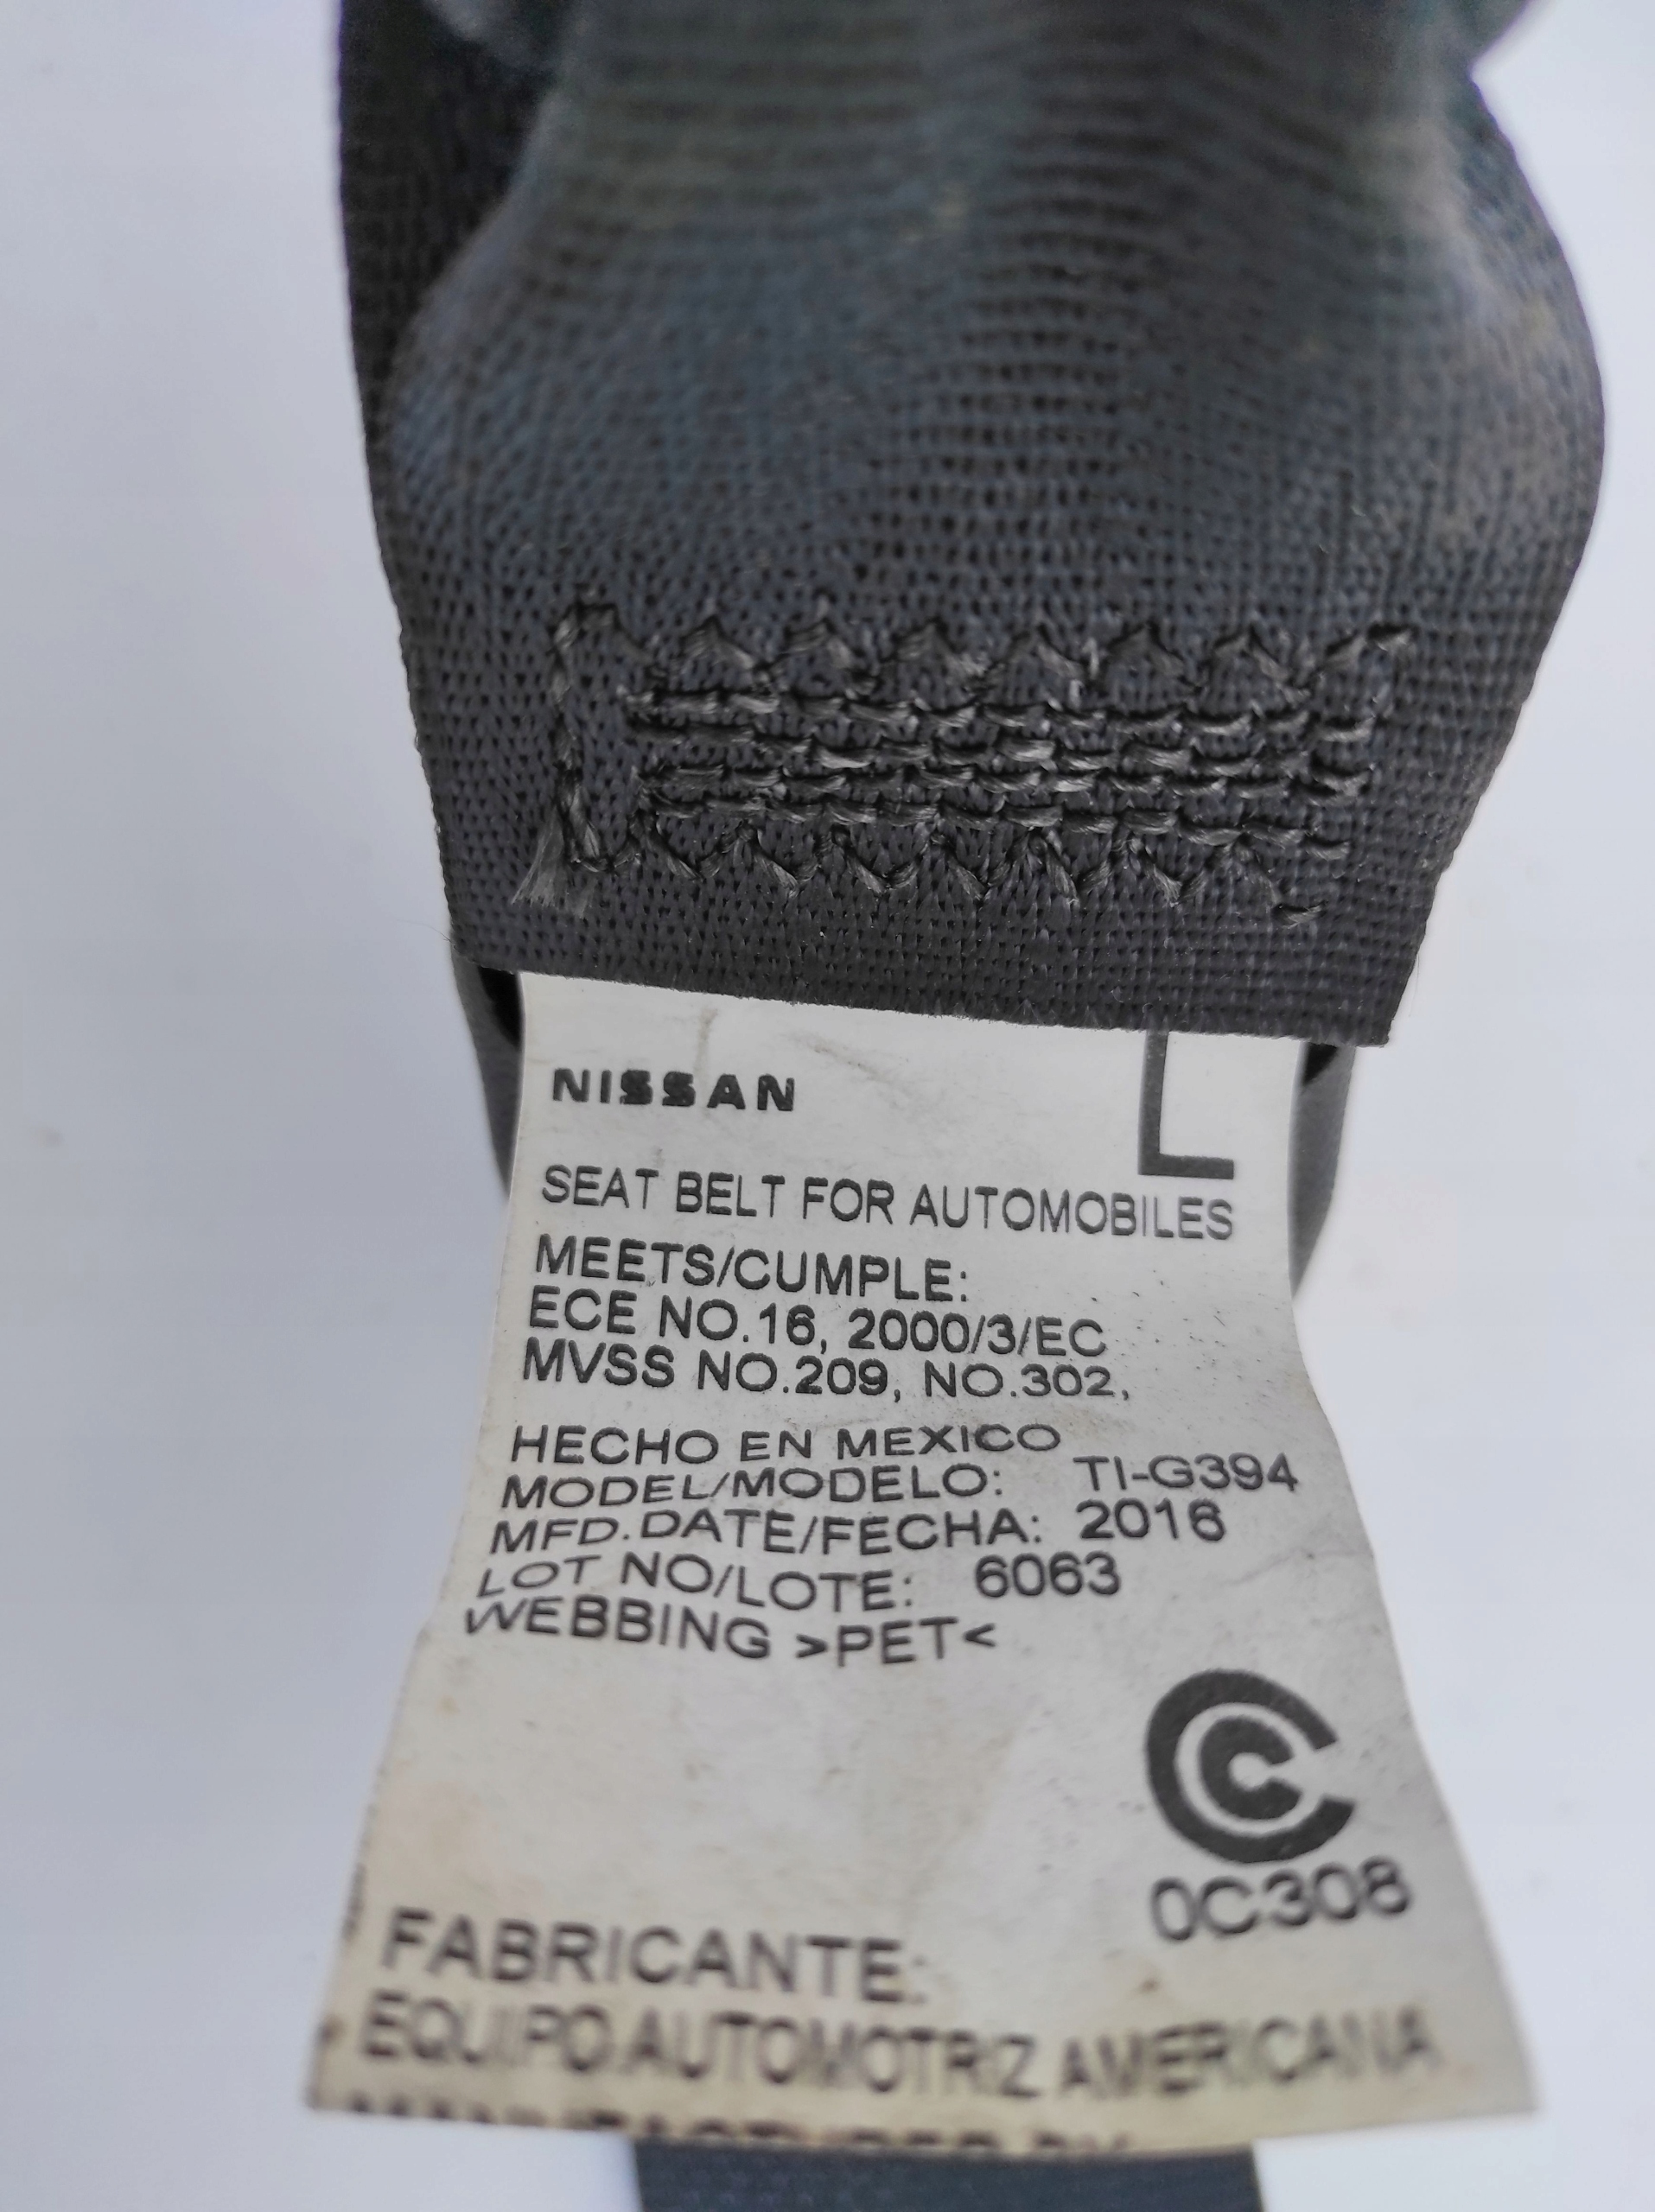 NISSAN
L
SEAT BELT FOR AUTOMOBILES
MEETS/CUMPLE:
ECE NO.16, 2000/3/EC
MVSS NO.209, NO.302,
HECHO EN MEXICO
MODEL/MODELO: TI-G394
MFD.DATE/FECHA: 2016
LOT NO/LOTE: 6063
WEBBING >PET<
0C308
FABRICANTE:
EQUIPO AUTOMOTRIZ AMERICANA
MANUFACTURED BY